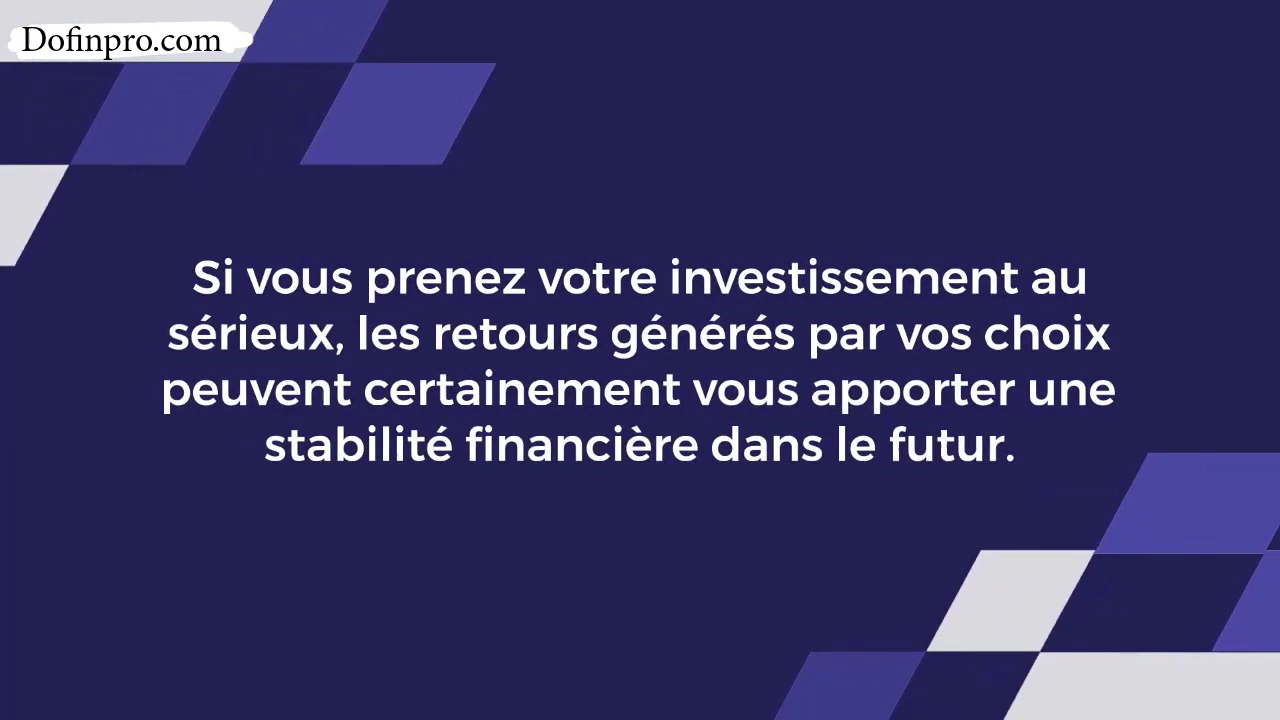 Dofinpro.com
Si vous prenez votre investissement au
sérieux, les retours générés par vos choix
peuvent certainement vous apporter une
stabilité financière dans le futur.